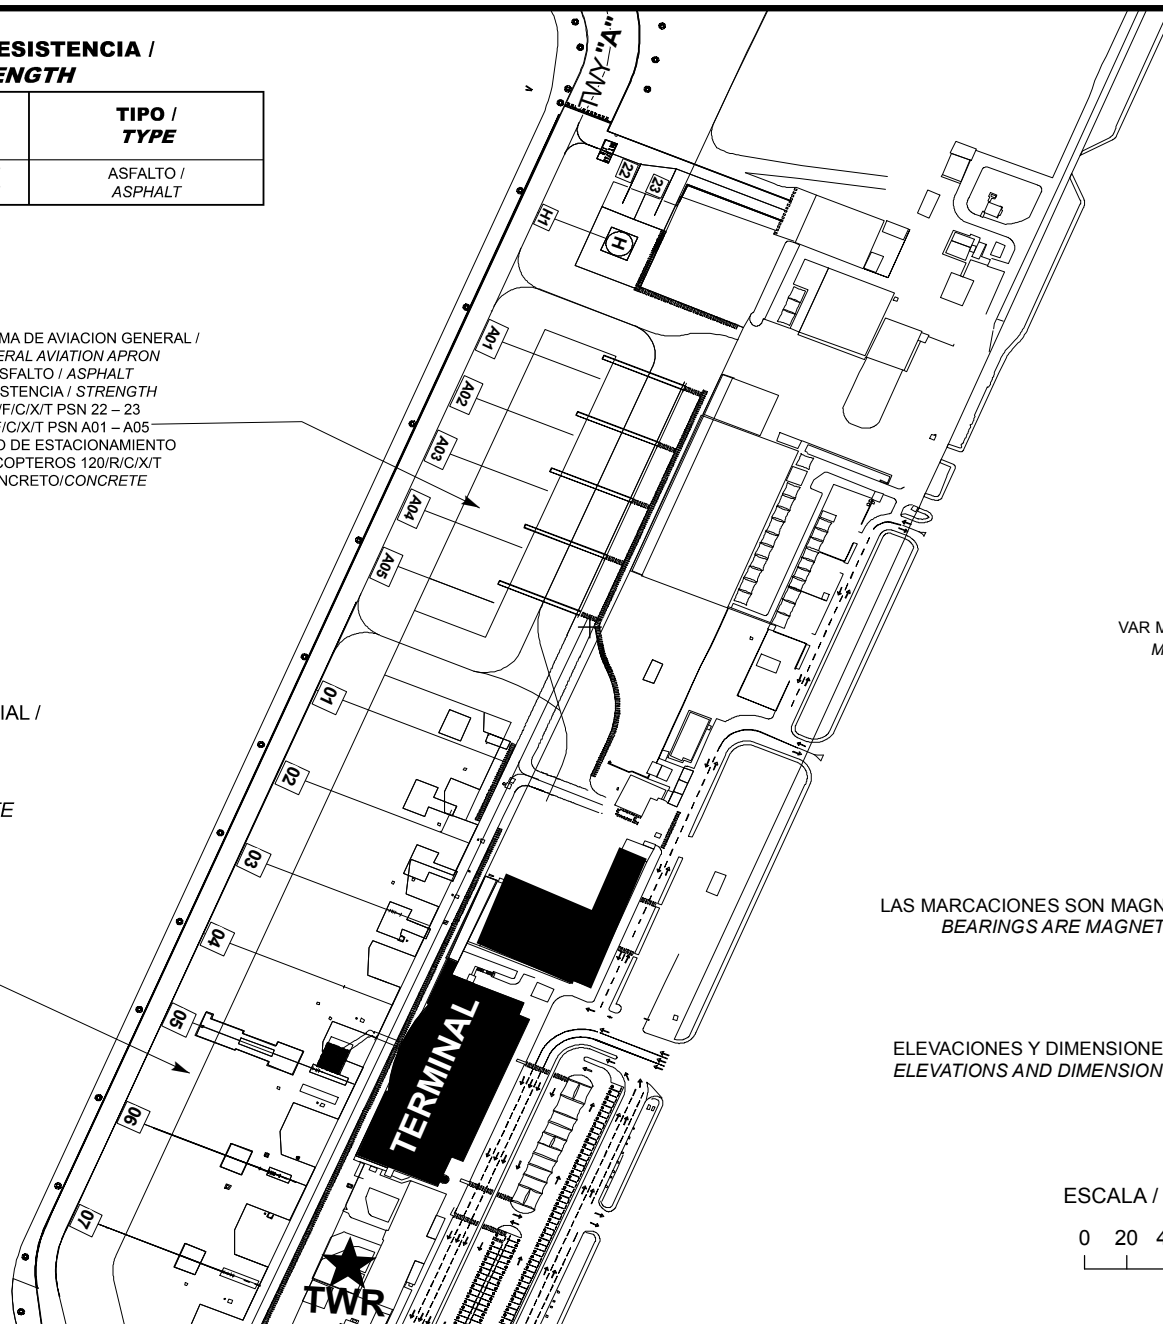 ESISTENCIA /
ENGTH
TIPO /
TYPE
ASFALTO /
ASPHALT
TWY "A"
22
23
H1
H
MA DE AVIACION GENERAL /
ERAL AVIATION APRON
SFALTO / ASPHALT
STENCIA / STRENGTH
/F/C/X/T PSN 22 – 23
F/C/X/T PSN A01 – A05
O DE ESTACIONAMIENTO
COPTEROS 120/R/C/X/T
NCRETO/CONCRETE
A01
A02
A03
A04
A05
VAR M
M
IAL /
TE
01
02
03
04
05
06
07
LAS MARCACIONES SON MAGN
BEARINGS ARE MAGNET
ELEVACIONES Y DIMENSIONE
ELEVATIONS AND DIMENSION
TERMINAL
TWR
ESCALA /
0 20 4